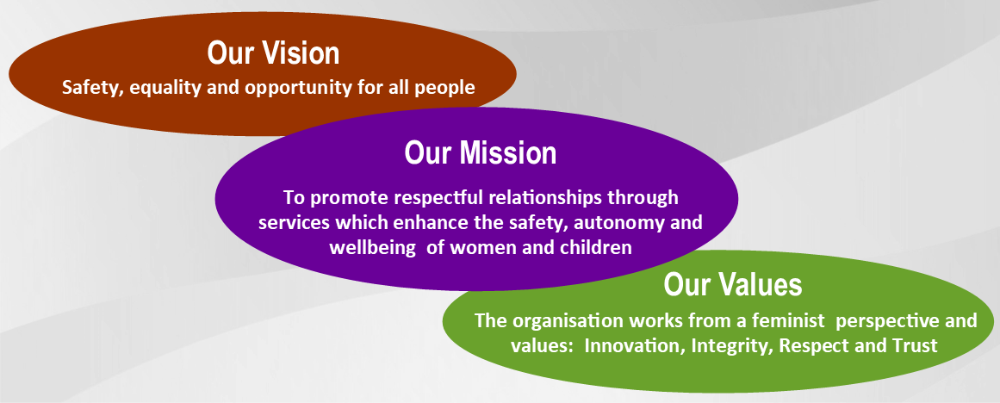 Our Vision
Safety, equality and opportunity for all people
Our Mission
To promote respectful relationships through
services which enhance the safety, autonomy and
wellbeing  of women and children
Our Values
The organisation works from a feminist  perspective and
values:  Innovation, Integrity, Respect and Trust